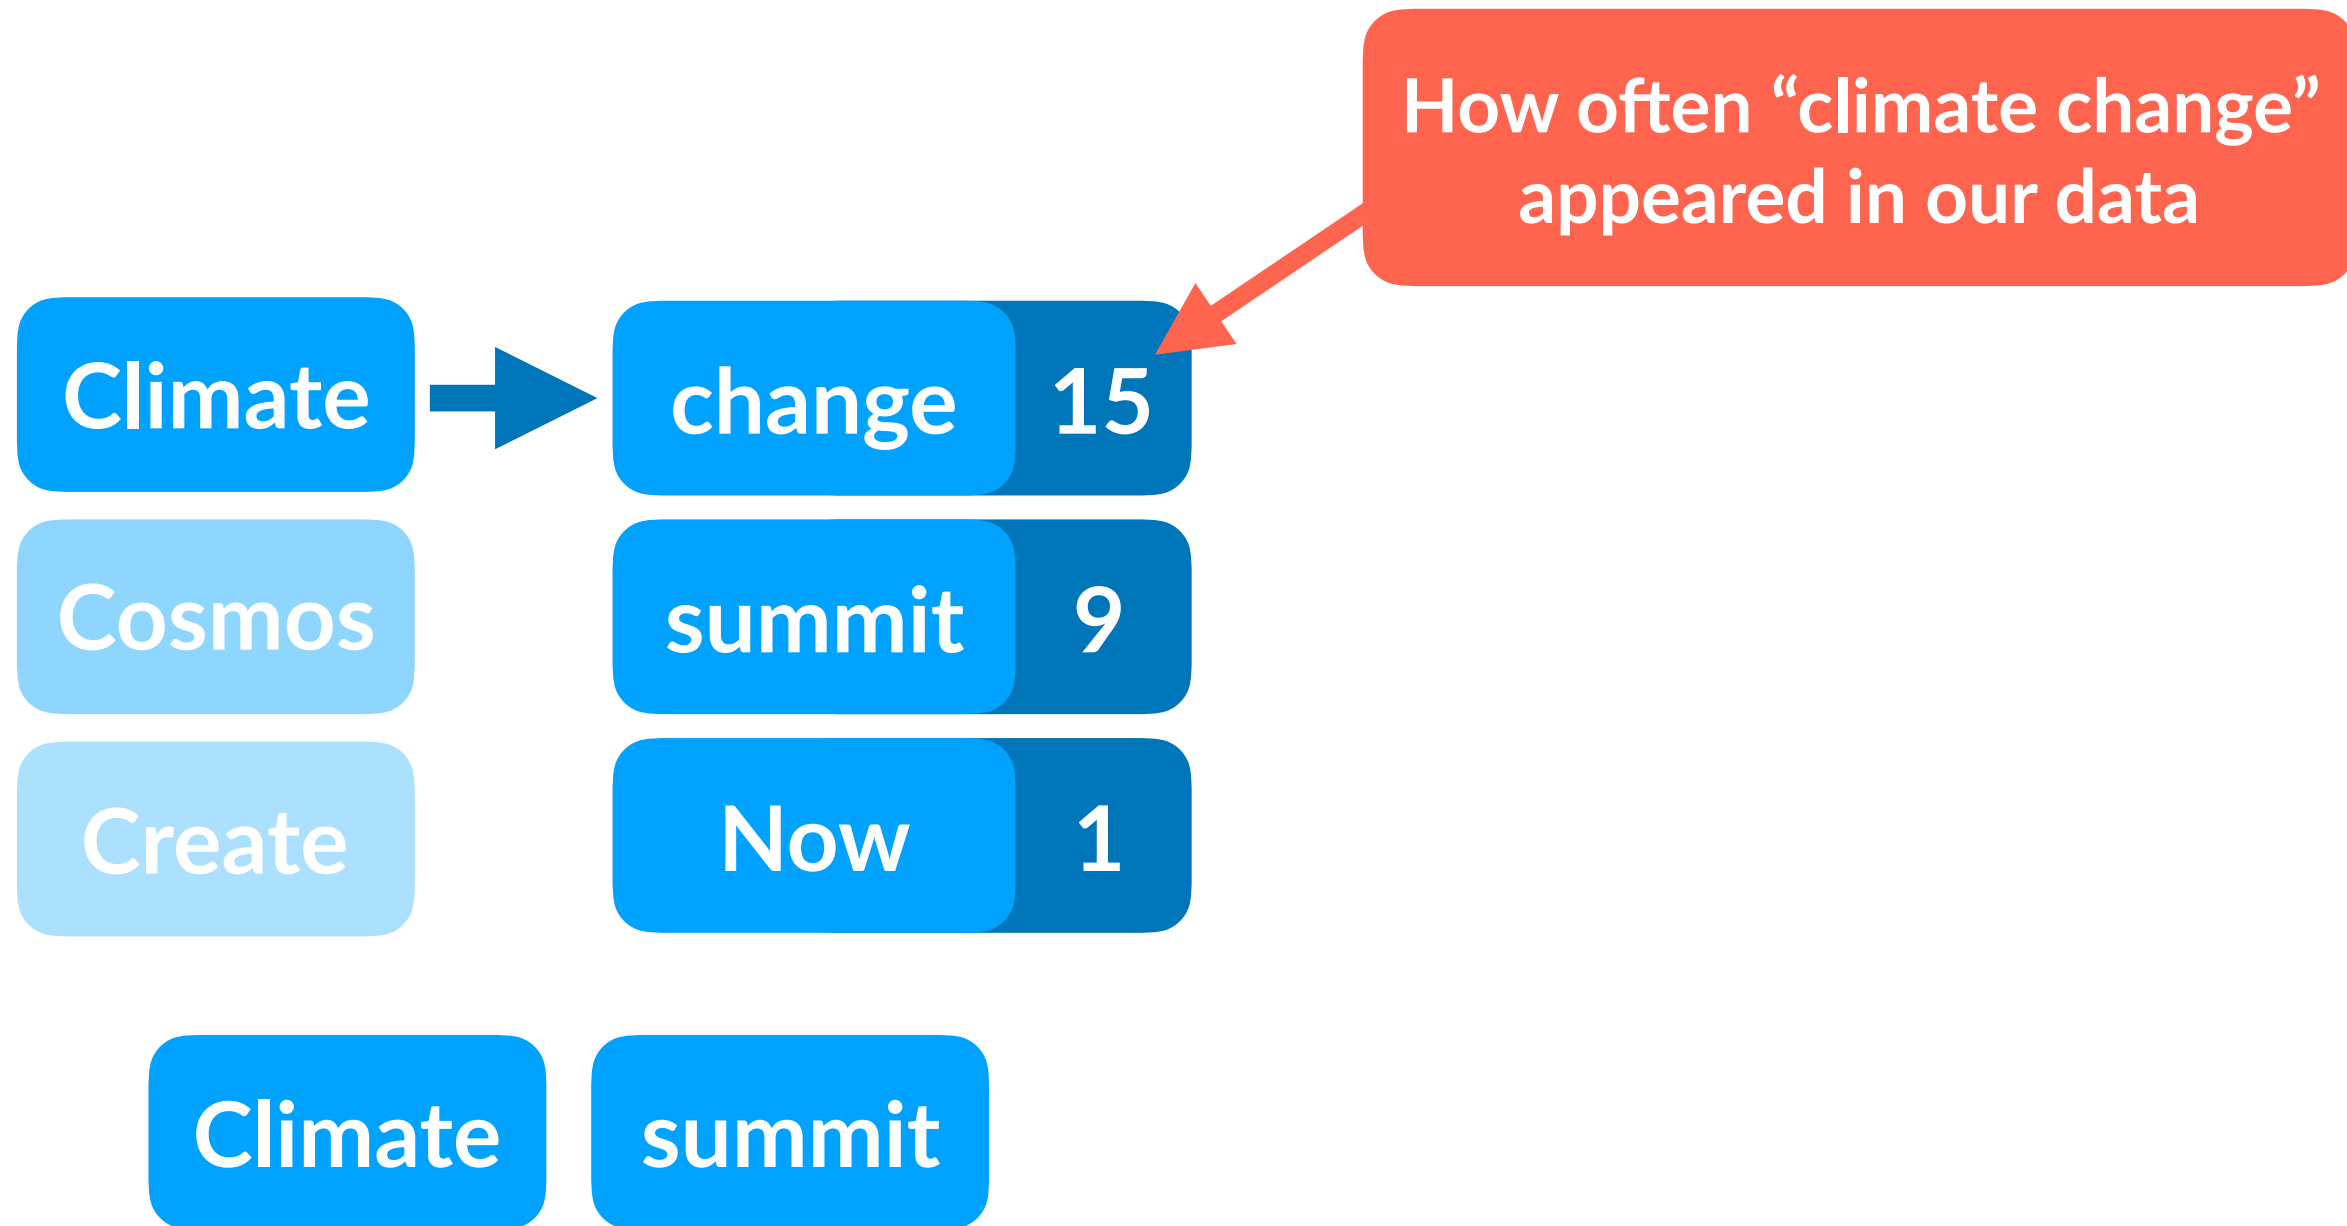 How often “climate change”
appeared in our data
Climate
change 15
Cosmos
summit 9
Create
Now 1
Climate summit